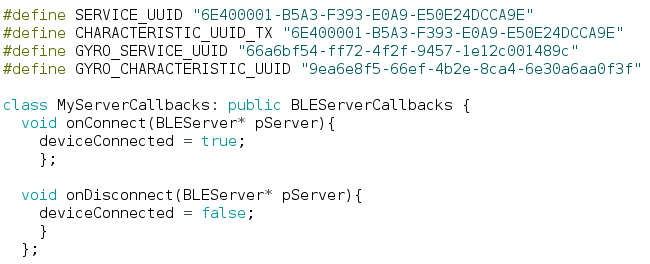 #define SERVICE_UUID "6E400001-B5A3-F393-E0A9-E50E24DCCA9E"
#define CHARACTERISTIC_UUID_TX "6E400001-B5A3-F393-E0A9-E50E24DCCA9E"
#define GYRO_SERVICE_UUID "66a6bf54-ff72-4f2f-9457-1e12c001489c"
#define GYRO_CHARACTERISTIC_UUID "9ea6e8f5-66ef-4b2e-8ca4-6e30a6aa0f3f"
class MyServerCallbacks: public BLEServerCallbacks {
void onConnect(BLEServer* pServer){
deviceConnected = true;
};
void onDisconnect(BLEServer* pServer){
deviceConnected = false;
}
};